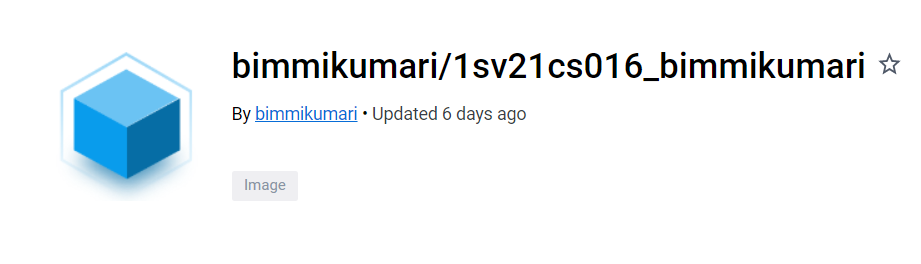 bimmikumari/1sv21cs016_bimmikumari
By bimmikumari • Updated 6 days ago
Image